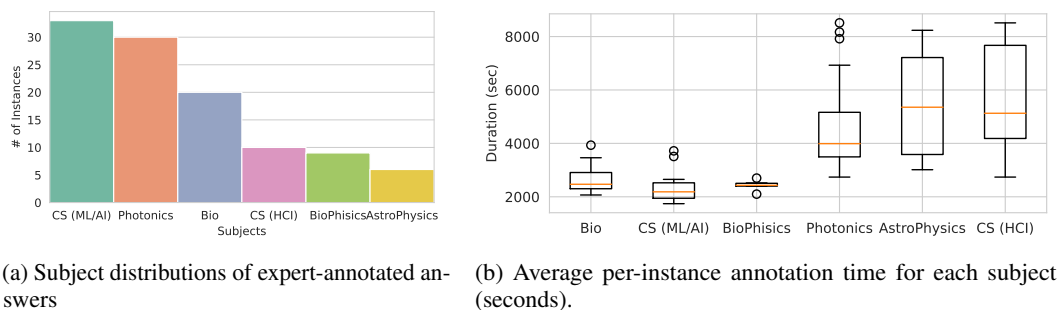 # of Instances
30
25
20
15
10
5
0
CS (ML/AI) Photonics Bio CS (HCI) BioPhisicsAstroPhysics
Subjects
(a) Subject distributions of expert-annotated an-
swers
Duration (sec)
8000
6000
4000
2000
Bio CS (ML/AI) BioPhisics Photonics AstroPhysics CS (HCI)
(b) Average per-instance annotation time for each subject
(seconds).